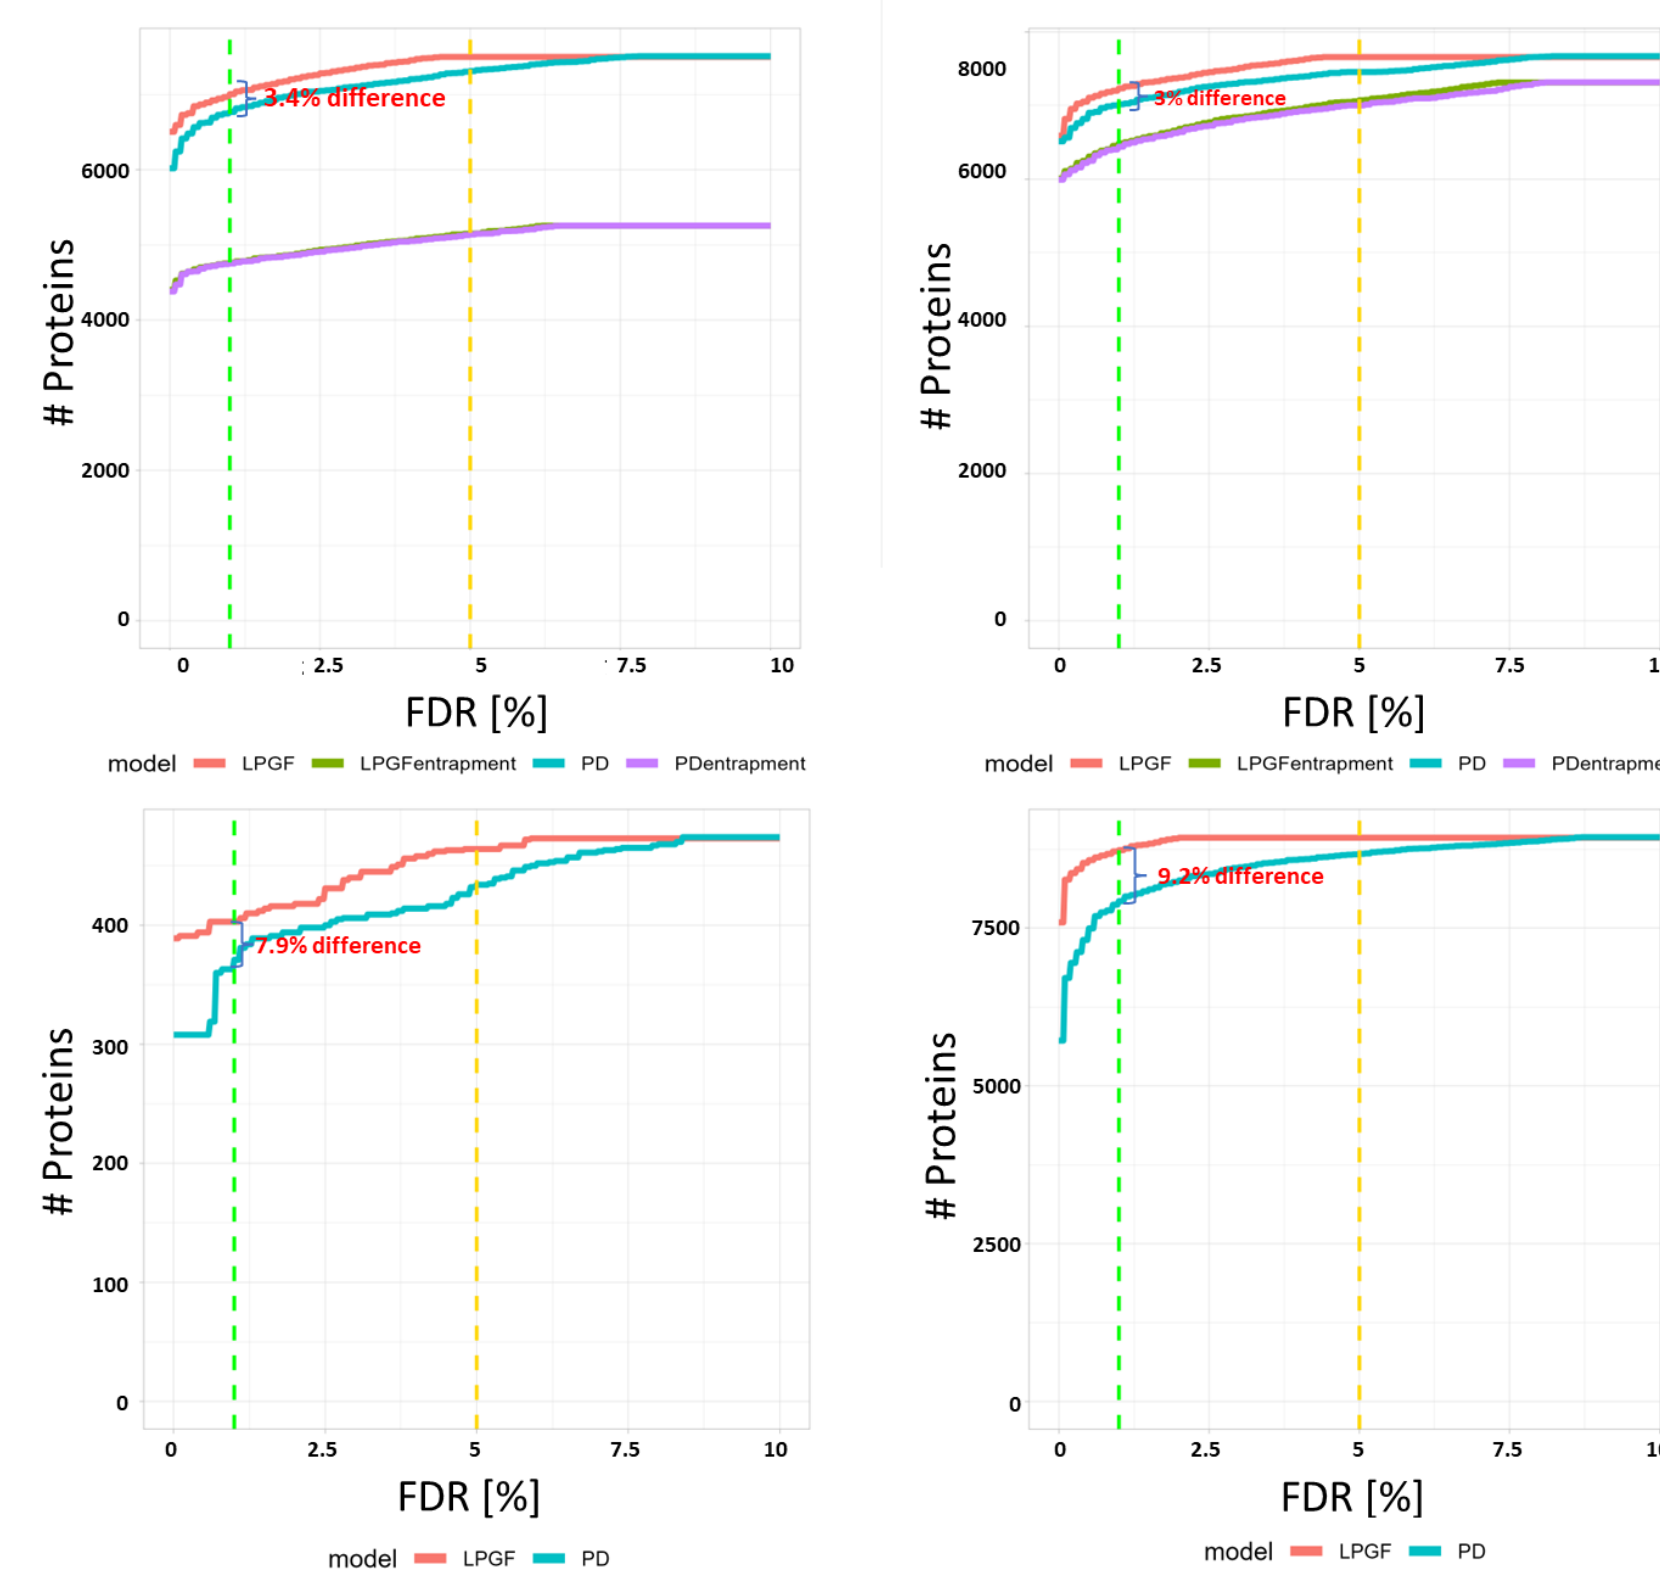 # Proteins
6000
4000
2000
0
3.4% difference
0 2.5 5 7.5 10
FDR [%]
model LPGF LPGFentrapment PD PDentrapment
# Proteins
8000
6000
4000
2000
0
3% difference
0 2.5 5 7.5 1
FDR [%]
model LPGF LPGFentrapment PD PDentrapme
# Proteins
400
300
200
100
0
7.9% difference
0 2.5 5 7.5 10
FDR [%]
model LPGF PD
# Proteins
7500
5000
2500
0
9.2% difference
0 2.5 5 7.5 10
FDR [%]
model LPGF PD